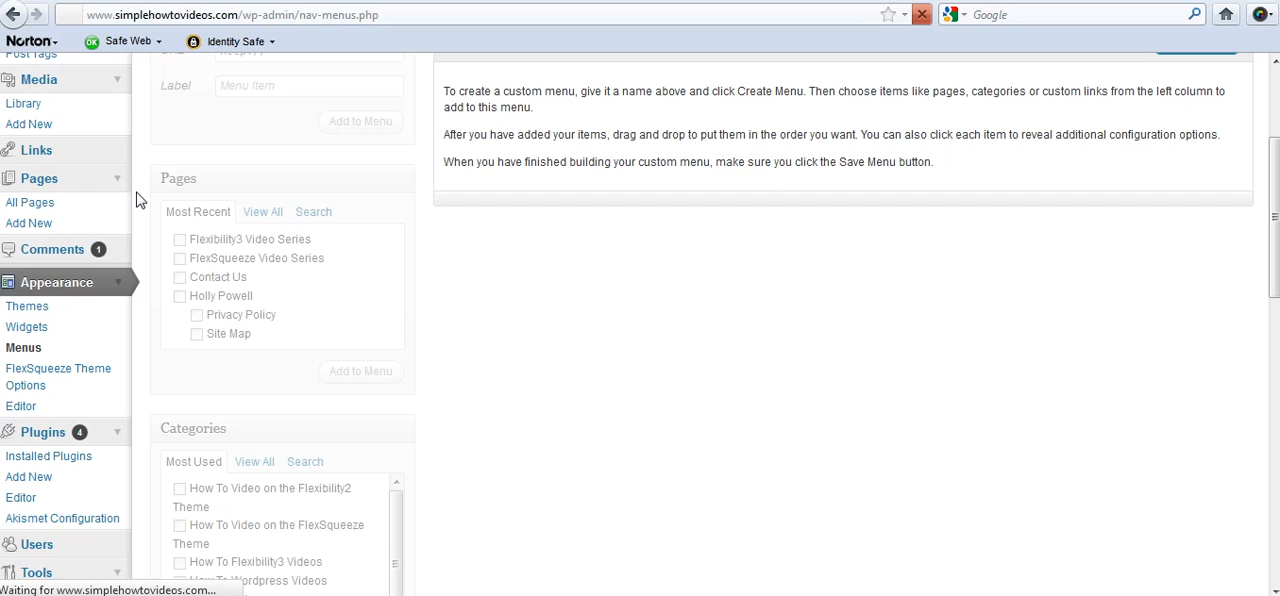 www.simplehowtovideos.com/wp-admin/nav-menus.php
Google
Norton
OK Safe Web
Identity Safe
Post Tags
Media
Library
Add New
Links
Pages
All Pages
Add New
Comments 1
Appearance
Themes
Widgets
Menus
FlexSqueeze Theme
Options
Editor
Plugins 4
Installed Plugins
Add New
Editor
Akismet Configuration
Users
Tools
Waiting for www.simplehowtovideos.com...
Label Menu Item
Add to Menu
Pages
Most Recent View All Search
Flexibility3 Video Series
FlexSqueeze Video Series
Contact Us
Holly Powell
Privacy Policy
Site Map
Add to Menu
Categories
Most Used View All Search
How To Video on the Flexibility2
Theme
How To Video on the FlexSqueeze
Theme
How To Flexibility3 Videos
How To Wordpress Videos
To create a custom menu, give it a name above and click Create Menu. Then choose items like pages, categories or custom links from the left column to
add to this menu.
After you have added your items, drag and drop to put them in the order you want. You can also click each item to reveal additional configuration options.
When you have finished building your custom menu, make sure you click the Save Menu button.